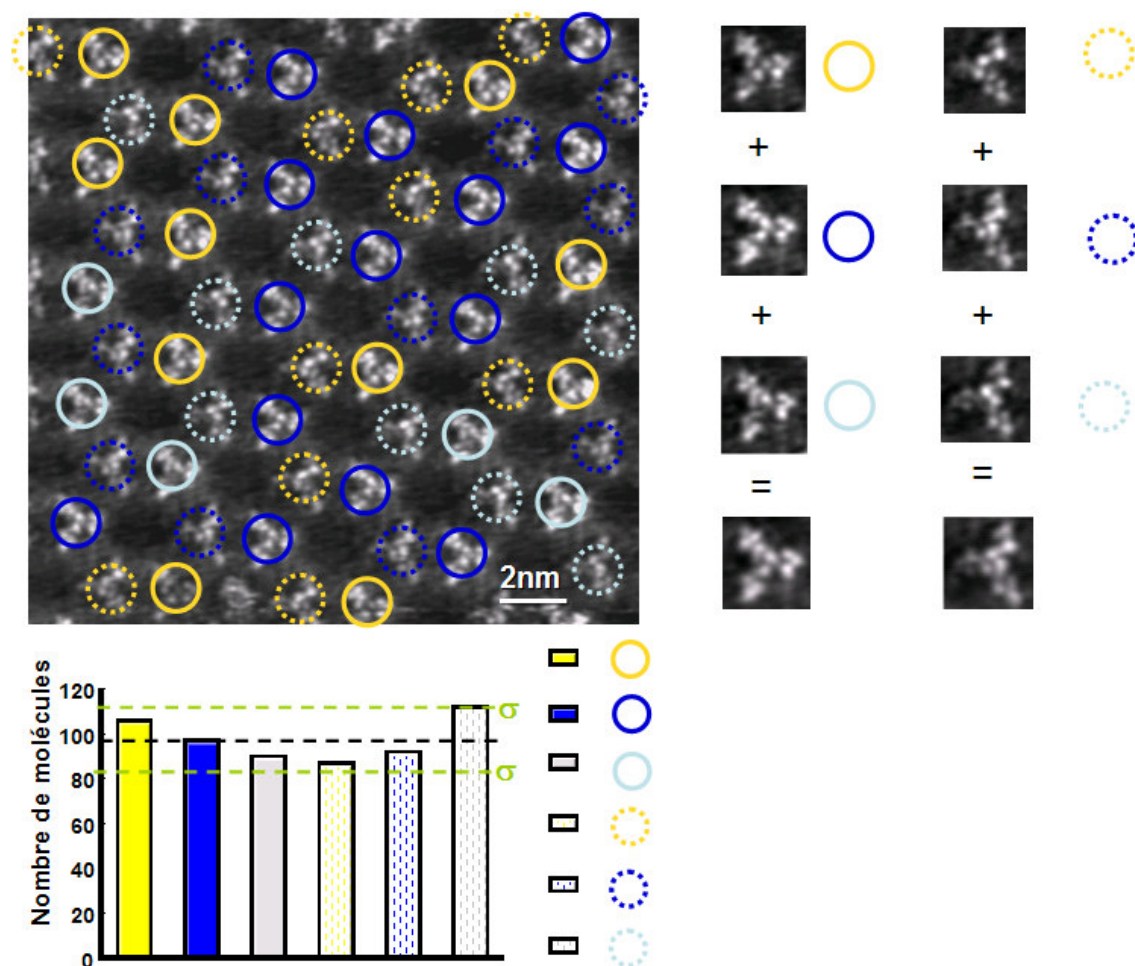 + +
+ +
= =
2nm
Nombre de molécules
120
100
80
60
40
20
0
σ
σ